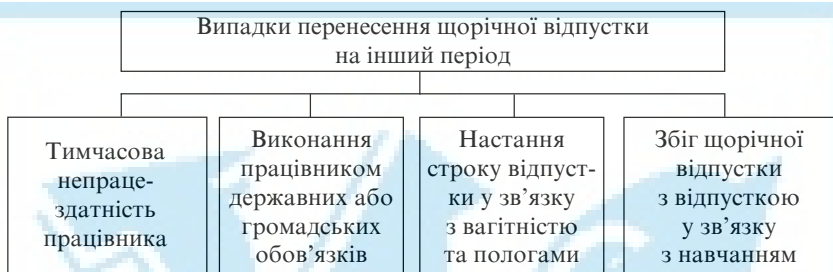 Випадки перенесення щорічної відпустки
на інший період
Тимчасова
непраце-
здатність
працівника
Виконання
працівником
державних або
громадських
обов'язків
Настання
строку відпуст-
ки у зв'язку
з вагітністю
та пологами
Збіг щорічної
відпустки
з відпусткою
у зв'язку
з навчанням